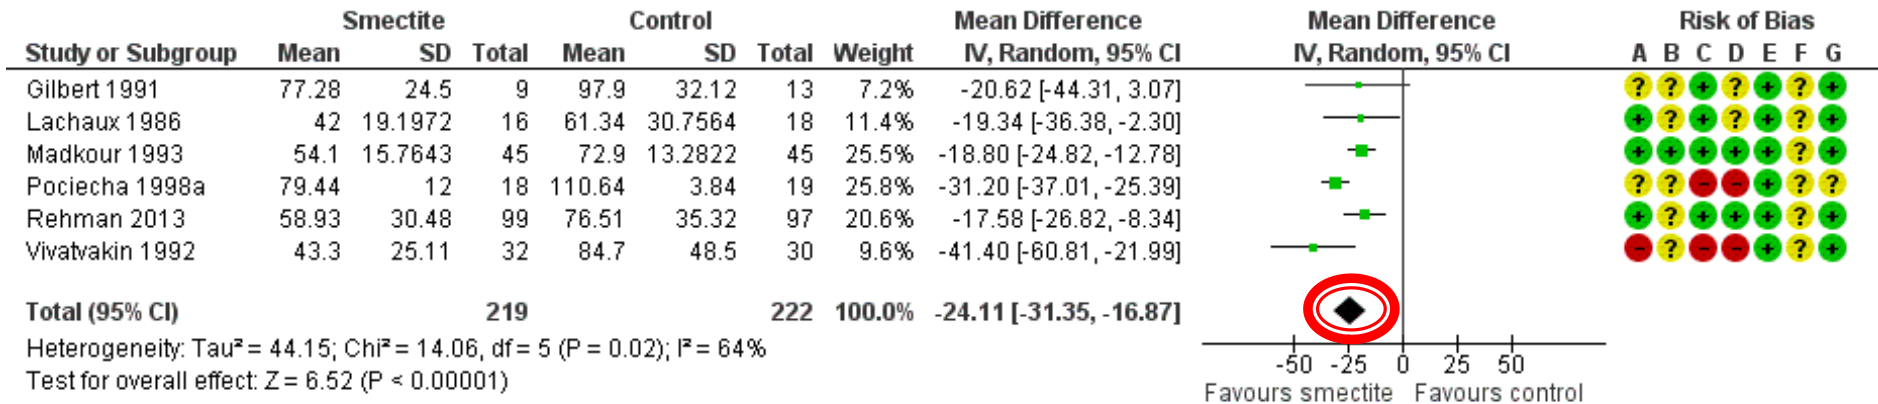 Smectite Control Mean Difference Mean Difference Risk of Bias
Study or Subgroup Mean SD Total Mean SD Total Weight IV, Random, 95% CI IV, Random, 95% CI A B C D E F G
Gilbert 1991 77.28 24.5 9 97.9 32.12 13 7.2% -20.62 [-44.31, 3.07] ? ? + ? + ? +
Lachaux 1986 42 19.1972 16 61.34 30.7564 18 11.4% -19.34 [-36.38, -2.30] + ? + ? + ? +
Madkour 1993 54.1 15.7643 45 72.9 13.2822 45 25.5% -18.80 [-24.82, -12.78] + + + + + ? +
Pociecha 1998a 79.44 12 18 110.64 3.84 19 25.8% -31.20 [-37.01, -25.39] ? ? - - + ? ?
Rehman 2013 58.93 30.48 99 76.51 35.32 97 20.6% -17.58 [-26.82, -8.34] + ? + + + ? +
Vivatvakin 1992 43.3 25.11 32 84.7 48.5 30 9.6% -41.40 [-60.81, -21.99] - ? - - + ? +
Total (95% CI) 219 222 100.0% -24.11 [-31.35, -16.87]
Heterogeneity: Tau² = 44.15; Chi² = 14.06, df = 5 (P = 0.02); I² = 64%
Test for overall effect: Z = 6.52 (P < 0.00001)
-50 -25 0 25 50
Favours smectite Favours control